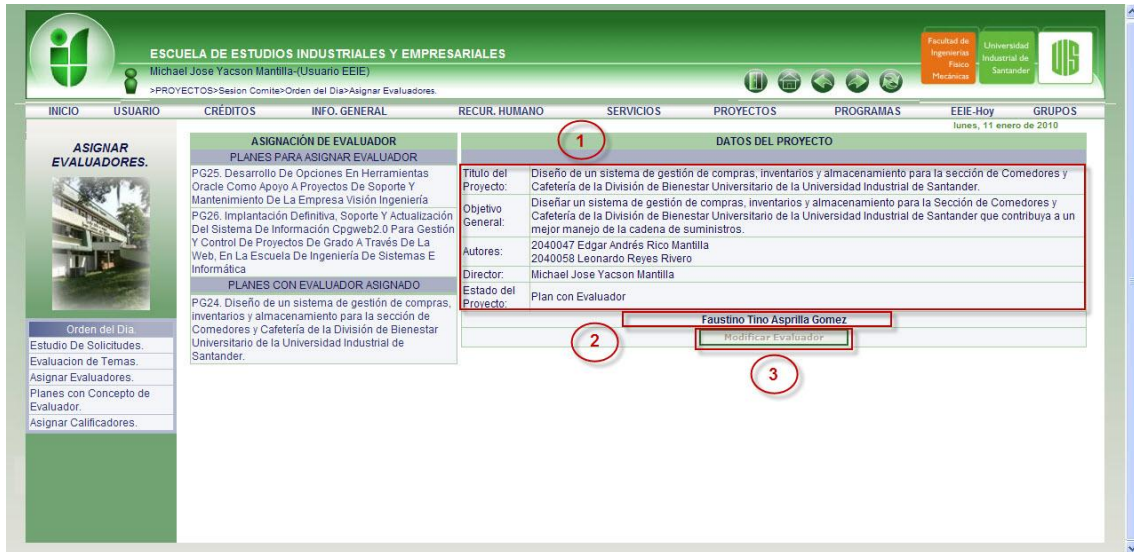 ESCUELA DE ESTUDIOS INDUSTRIALES Y EMPRESARIALES
Michael Jose Yacson Mantilla-(Usuario EEIE)
>PROYECTOS>Sesion Comite>Orden del Dia>Asignar Evaluadores.
Facultad de
Ingenierías
Físico
Mecánicas
Universidad
Industrial de
Santander
UIS
INICIO USUARIO CRÉDITOS INFO. GENERAL RECUR. HUMANO SERVICIOS PROYECTOS PROGRAMAS EEIE-Hoy GRUPOS
lunes, 11 enero de 2010
ASIGNAR
EVALUADORES.
Orden del Dia.
Estudio De Solicitudes.
Evaluacion de Temas.
Asignar Evaluadores.
Planes con Concepto de
Evaluador.
Asignar Calificadores.
ASIGNACIÓN DE EVALUADOR
PLANES PARA ASIGNAR EVALUADOR
PG25. Desarrollo De Opciones En Herramientas
Oracle Como Apoyo A Proyectos De Soporte Y
Mantenimiento De La Empresa Visión Ingeniería
PG26. Implantación Definitiva, Soporte Y Actualización
Del Sistema De Información Cpgweb2.0 Para Gestión
Y Control De Proyectos De Grado A Través De La
Web, En La Escuela De Ingeniería De Sistemas E
Informática
PLANES CON EVALUADOR ASIGNADO
PG24. Diseño de un sistema de gestión de compras,
inventarios y almacenamiento para la sección de
Comedores y Cafetería de la División de Bienestar
Universitario de la Universidad Industrial de
Santander.
1
DATOS DEL PROYECTO
Titulo del
Proyecto:
Diseño de un sistema de gestión de compras, inventarios y almacenamiento para la sección de Comedores y
Cafetería de la División de Bienestar Universitario de la Universidad Industrial de Santander.
Objetivo
General:
Diseñar un sistema de gestión de compras, inventarios y almacenamiento para la Sección de Comedores y
Cafetería de la División de Bienestar Universitario de la Universidad Industrial de Santander que contribuya a un
mejor manejo de la cadena de suministros.
Autores:
2040047 Edgar Andrés Rico Mantilla
2040058 Leonardo Reyes Rivero
Director: Michael Jose Yacson Mantilla
Estado del
Proyecto:
Plan con Evaluador
Faustino Tino Asprilla Gomez
2
Modificar Evaluador
3